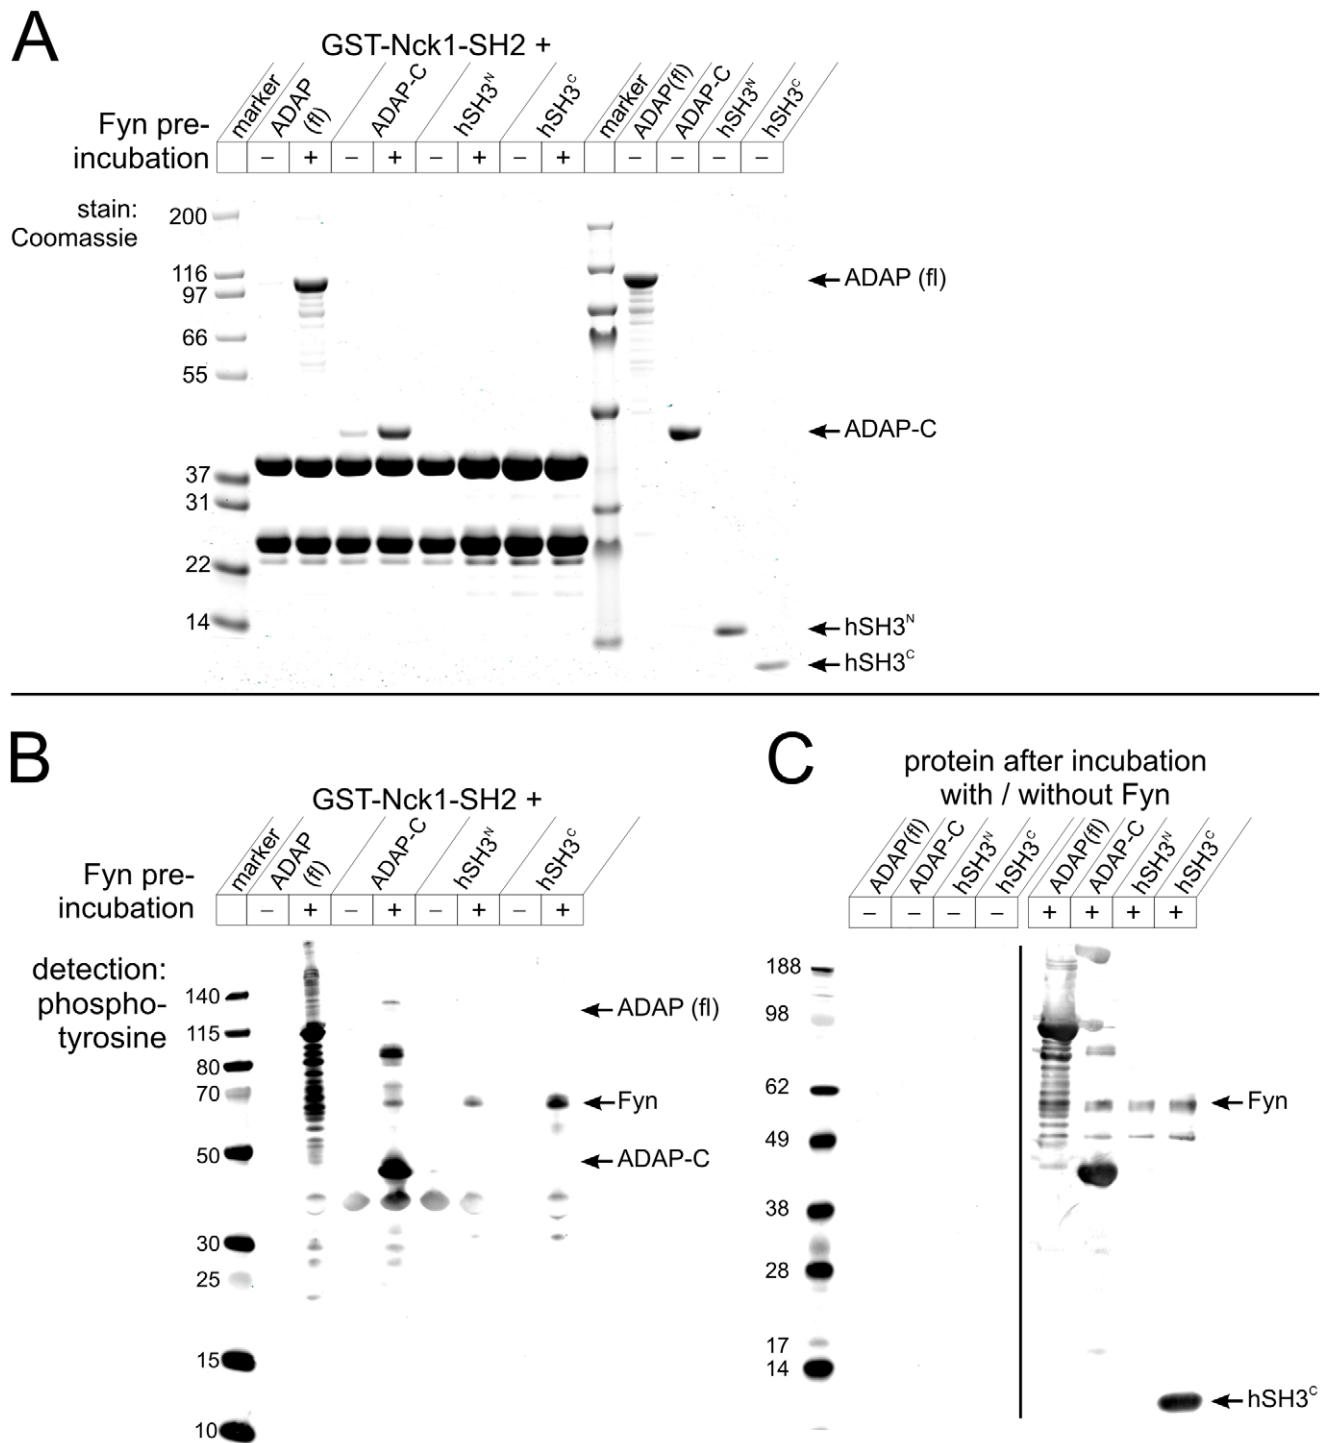 A
GST-Nck1-SH2 +
marker ADAP (fl) ADAP-C hSH3N hSH3C marker ADAP(fl) ADAP-C hSH3N hSH3C
Fyn pre-
incubation – + – + – + – + – – – –
stain:
Coomassie
200
116
97
66
55
37
31
22
14
ADAP (fl)
ADAP-C
hSH3N
hSH3C
B
GST-Nck1-SH2 +
marker ADAP (fl) ADAP-C hSH3N hSH3C
Fyn pre-
incubation – + – + – + – +
detection:
phospho-
tyrosine
140
115
80
70
50
30
25
15
10
ADAP (fl)
Fyn
ADAP-C
C
protein after incubation
with / without Fyn
ADAP(fl) ADAP-C hSH3N hSH3C ADAP(fl) ADAP-C hSH3N hSH3C
– – – – + + + +
188
98
62
49
38
28
17
14
Fyn
hSH3C